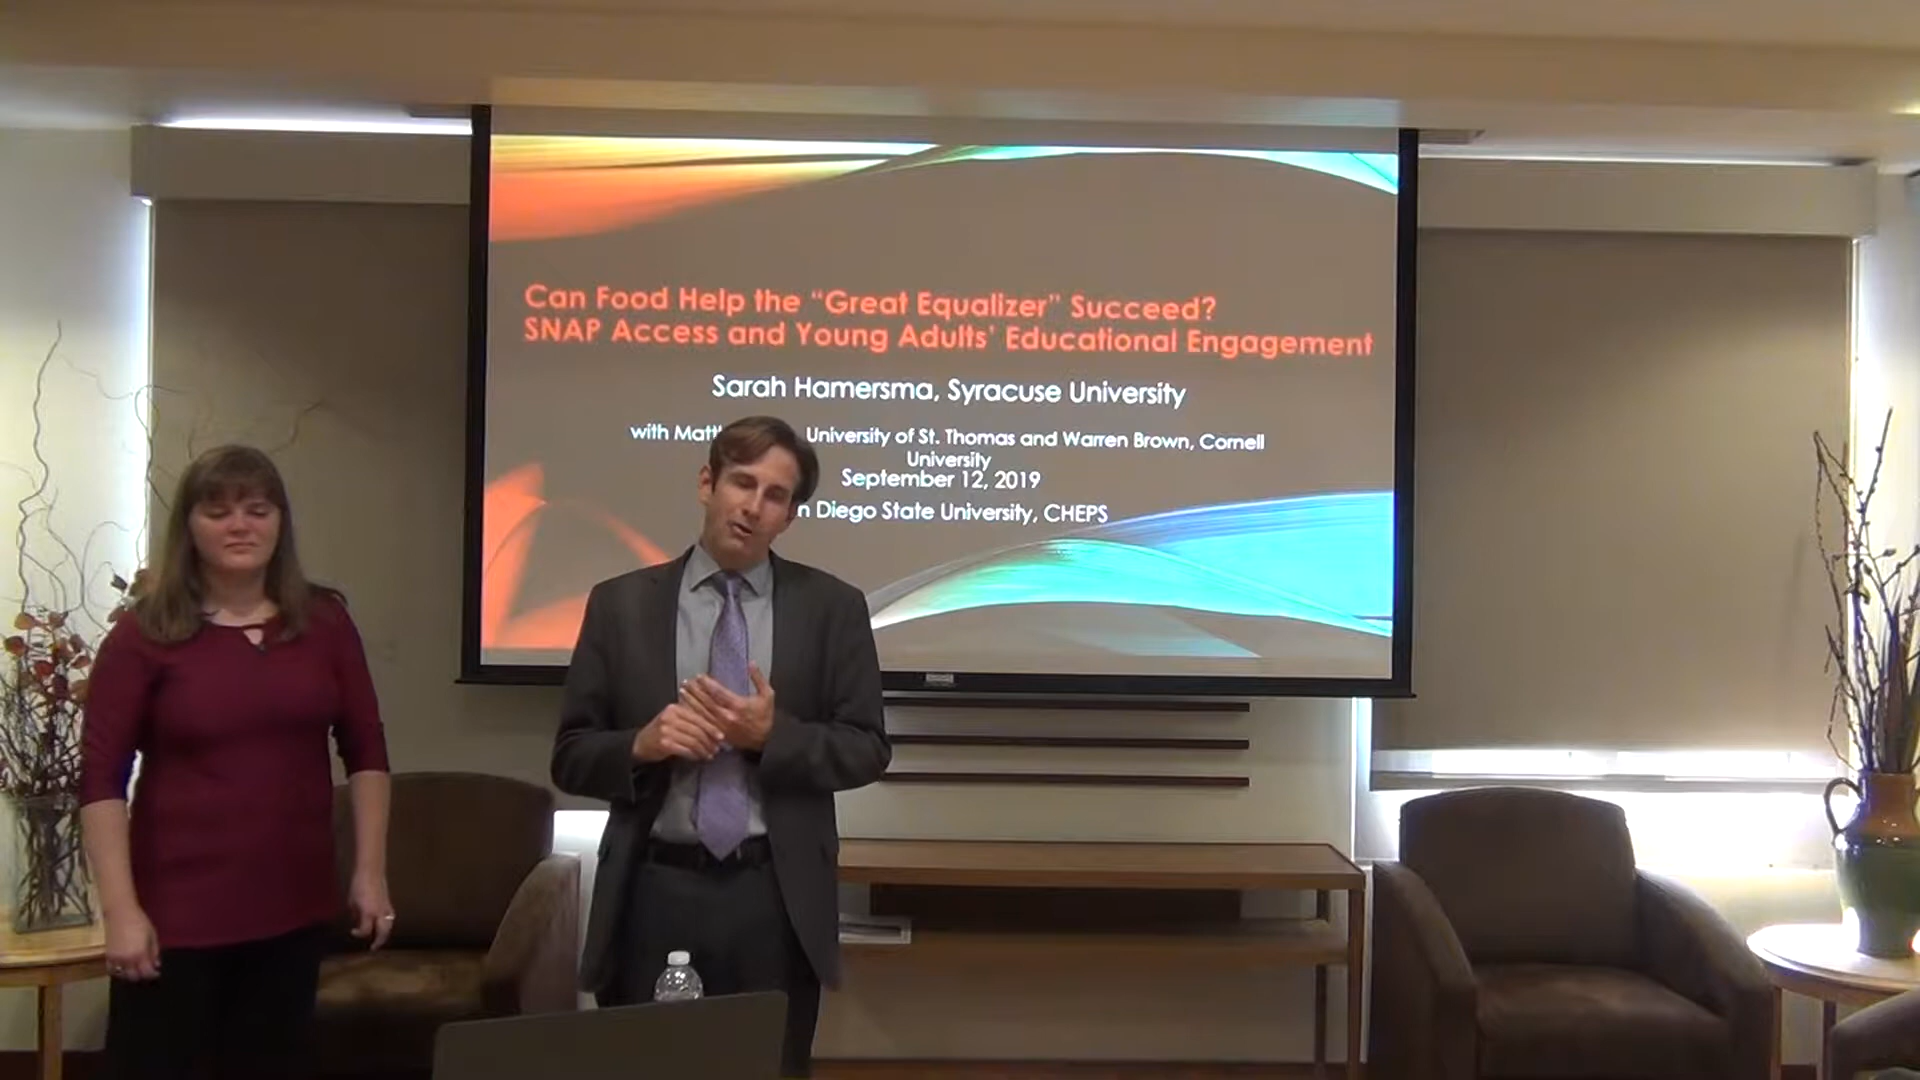 Can Food Help the “Great Equalizer” Succeed?
SNAP Access and Young Adults’ Educational Engagement
Sarah Hamersma, Syracuse University
with University of St. Thomas and Warren Brown, Cornell
University
September 12, 2019
Diego State University, CHEPS